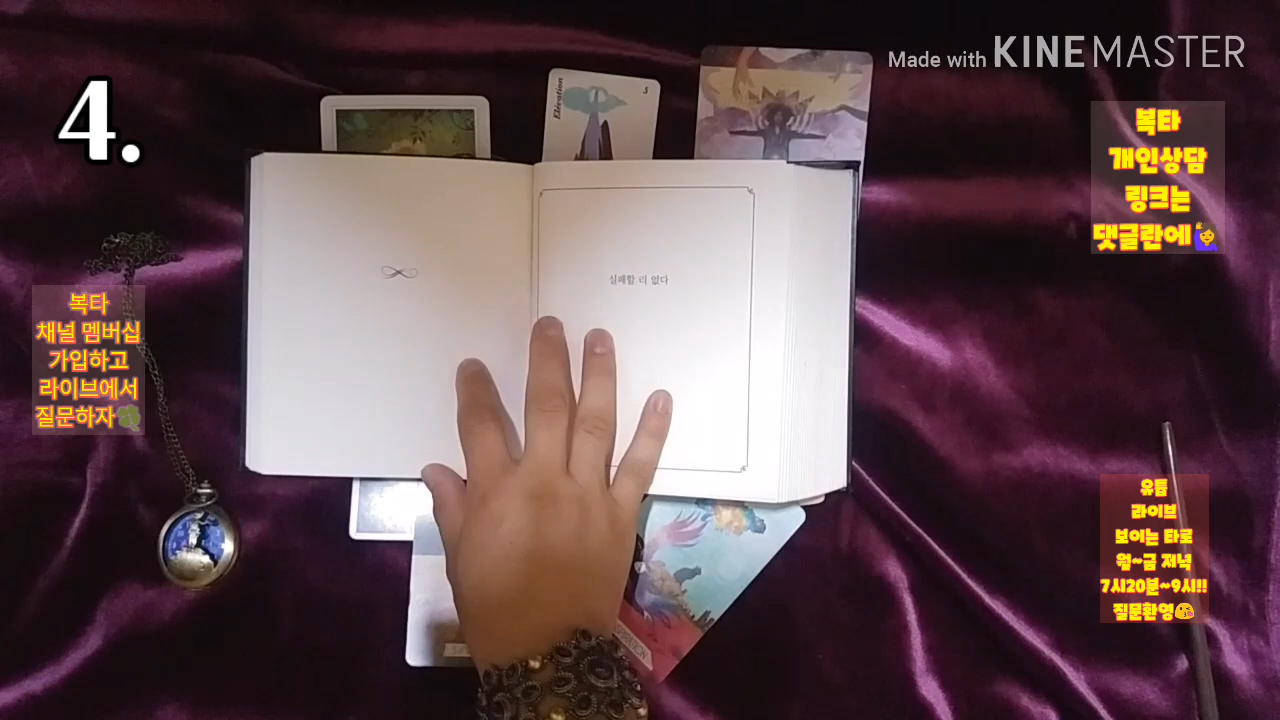 4.
Made with KINEMASTER
Elévation
5
복타
개인상담
링크는
댓글란에
실패할 리 없다
복타
채널 멤버십
가입하고
라이브에서
질문하자
유튭
라이브
보이는 타로
월~금 저녁
7시20분~9시!!
질문환영